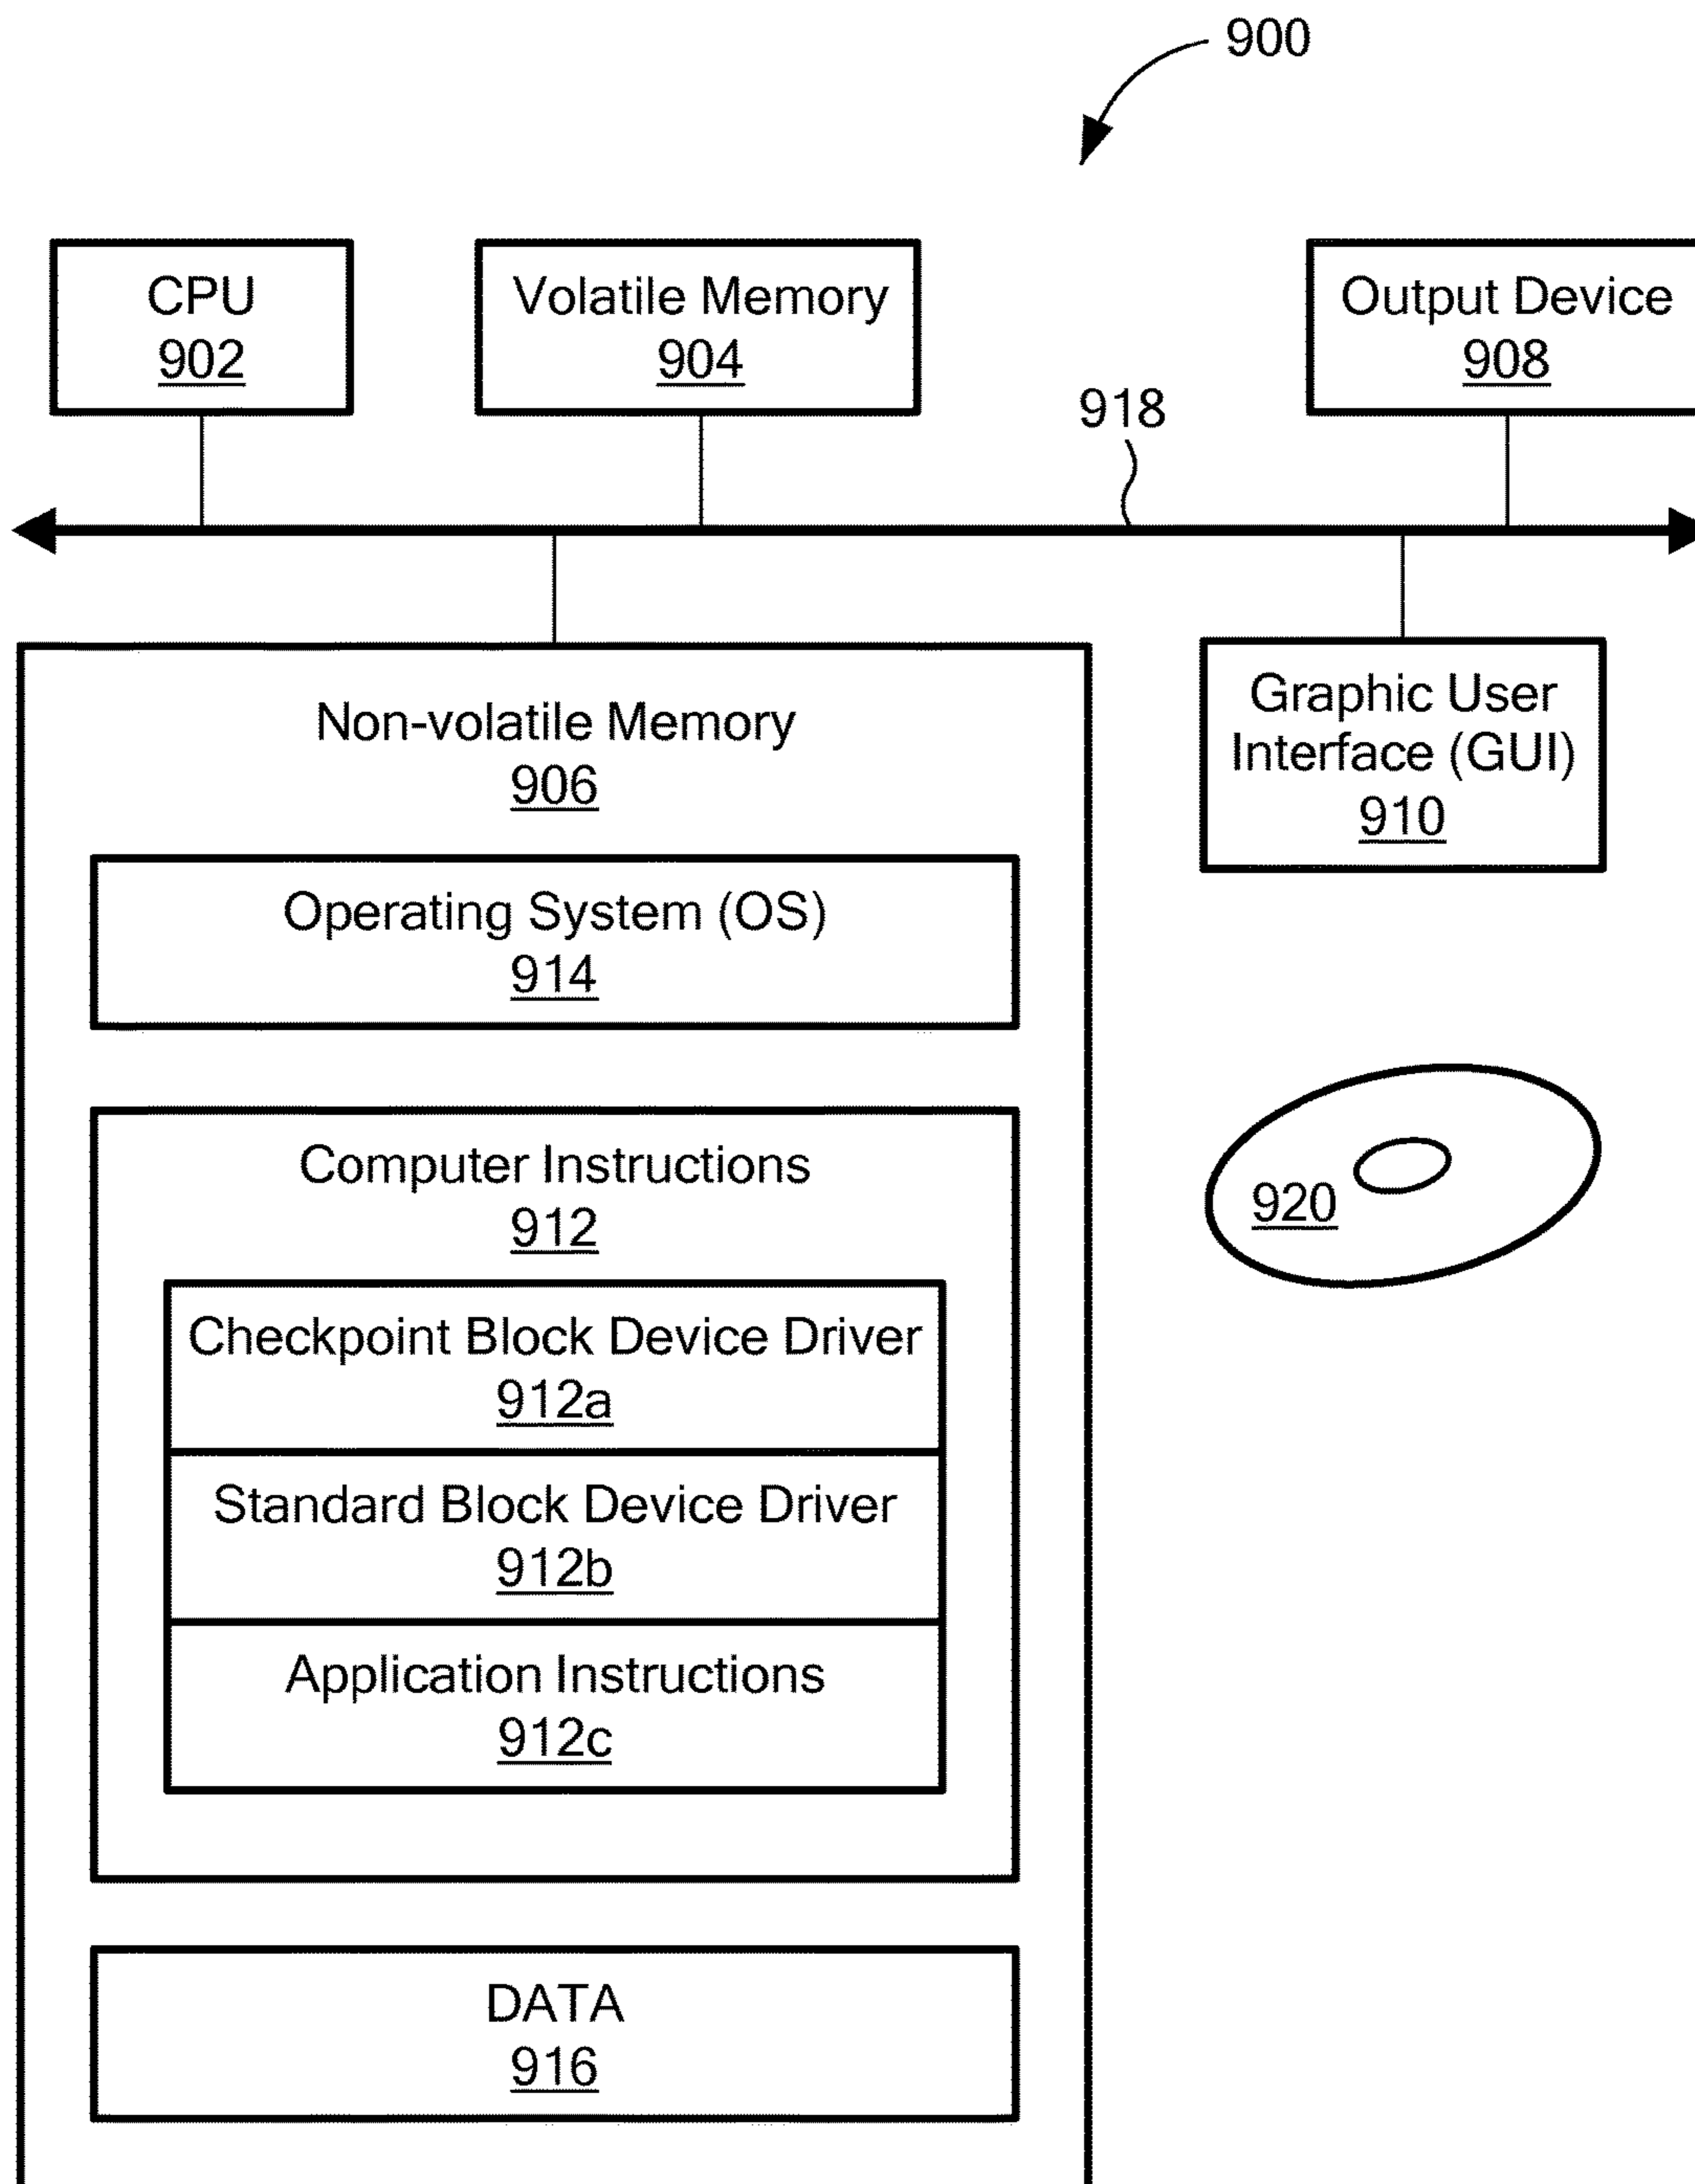 900
CPU
902
Volatile Memory
904
Output Device
908
918
Non-volatile Memory
906
Graphic User
Interface (GUI)
910
Operating System (OS)
914
Computer Instructions
912
920
Checkpoint Block Device Driver
912a
Standard Block Device Driver
912b
Application Instructions
912c
DATA
916